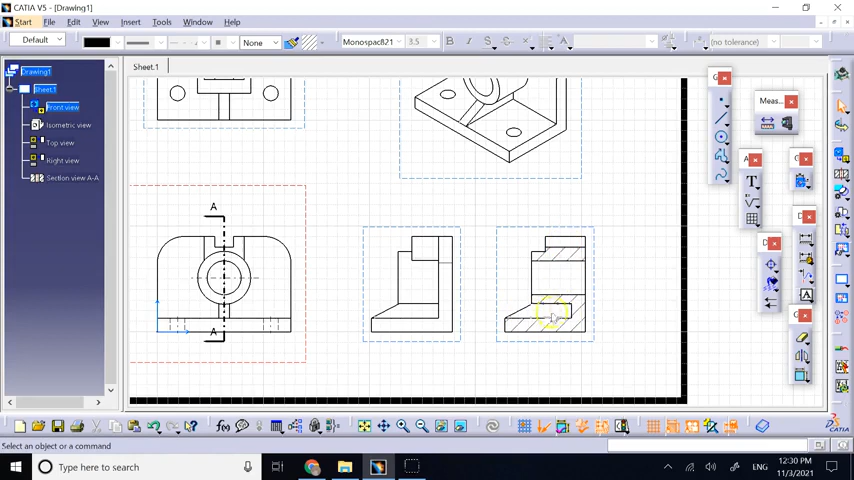 CATIA V5 - [Drawing1]
Start File Edit View Insert Tools Window Help
Default None Monospac821 3.5 B I S (no tolerance)
Sheet.1
Drawing1
Sheet.1
Front view
Isometric view
Top view
Right view
Section view A-A
Meas...
A
A
Select an object or a command
Type here to search
ENG
12:30 PM
11/3/2021
CATIA